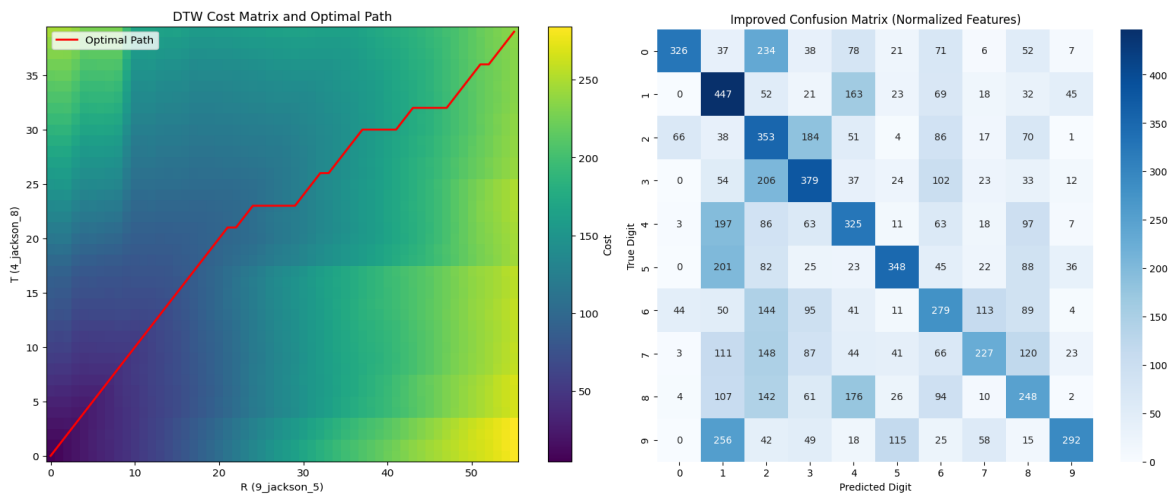 DTW Cost Matrix and Optimal Path
Optimal Path
T (4_jackson_8)
35
30
25
20
15
10
5
0
0 10 20 30 40 50
R (9_jackson_5)
250
200
150
100
50
Cost
Improved Confusion Matrix (Normalized Features)
True Digit
0 326 37 234 38 78 21 71 6 52 7
1 0 447 52 21 163 23 69 18 32 45
2 66 38 353 184 51 4 86 17 70 1
3 0 54 206 379 37 24 102 23 33 12
4 3 197 86 63 325 11 63 18 97 7
5 0 201 82 25 23 348 45 22 88 36
6 44 50 144 95 41 11 279 113 89 4
7 3 111 148 87 44 41 66 227 120 23
8 4 107 142 61 176 26 94 10 248 2
9 0 256 42 49 18 115 25 58 15 292
0 1 2 3 4 5 6 7 8 9
Predicted Digit
400
350
300
250
200
150
100
50
0